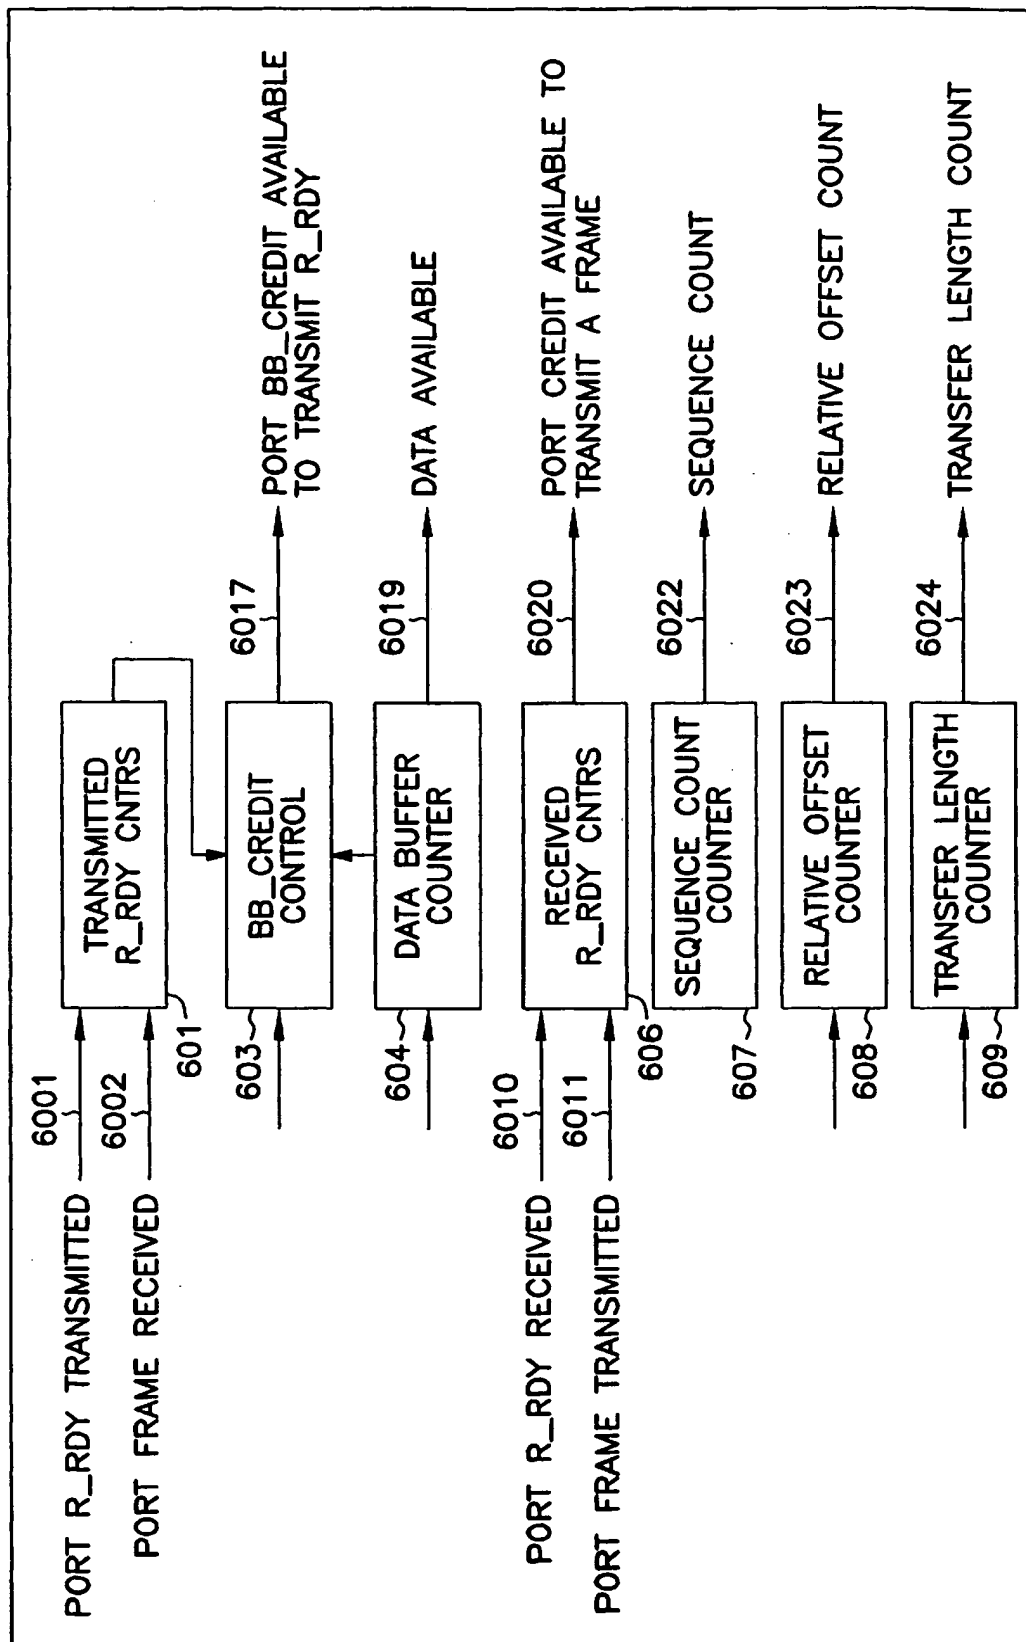 PORT R_RDY TRANSMITTED
6001
PORT FRAME RECEIVED
6002
TRANSMITTED
R_RDY CNTRS
601
603
BB_CREDIT
CONTROL
6017
PORT BB_CREDIT AVAILABLE
TO TRANSMIT R_RDY
604
DATA BUFFER
COUNTER
6019
DATA AVAILABLE
PORT R_RDY RECEIVED
6010
PORT FRAME TRANSMITTED
6011
RECEIVED
R_RDY CNTRS
606
6020
PORT CREDIT AVAILABLE TO
TRANSMIT A FRAME
607
SEQUENCE COUNT
COUNTER
6022
SEQUENCE COUNT
608
RELATIVE OFFSET
COUNTER
6023
RELATIVE OFFSET COUNT
609
TRANSFER LENGTH
COUNTER
6024
TRANSFER LENGTH COUNT